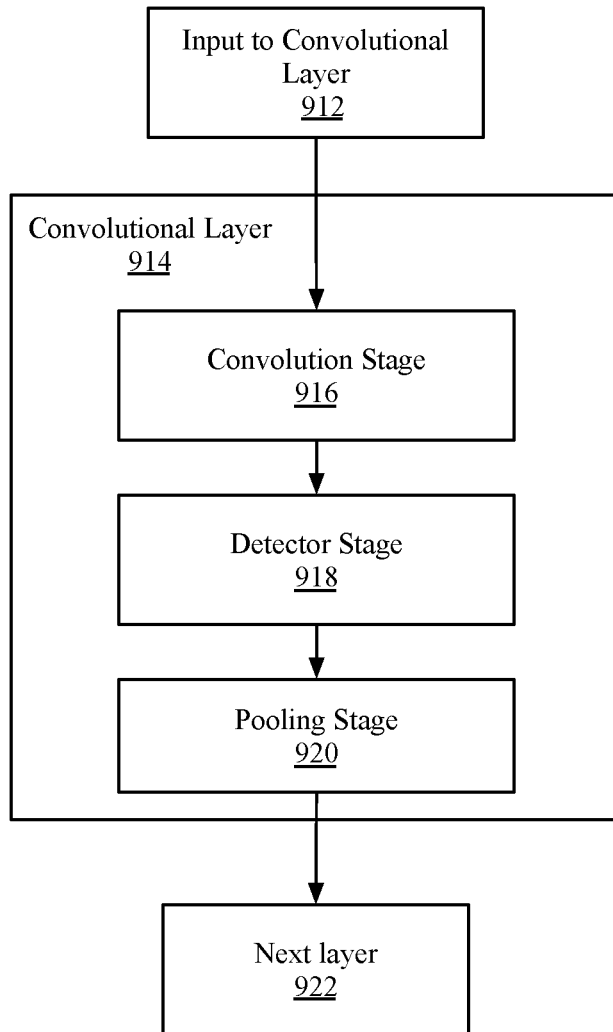 Input to Convolutional
Layer
912
Convolutional Layer
914
Convolution Stage
916
Detector Stage
918
Pooling Stage
920
Next layer
922